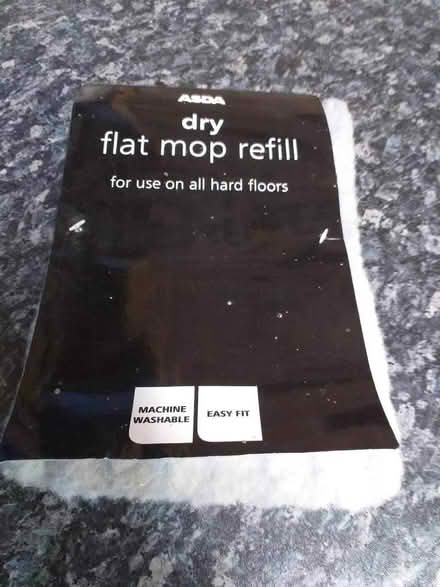 ASDA
dry
flat mop refill
for use on all hard floors
MACHINE
WASHABLE
EASY FIT